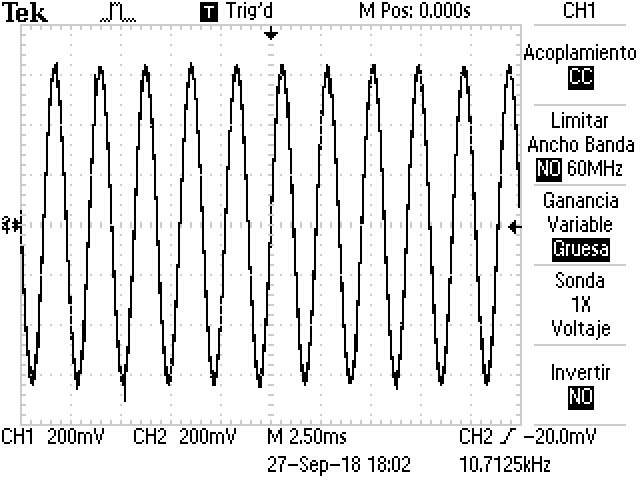 Tek T Trig'd M Pos: 0.000s CH1
Acoplamiento
CC
Limitar
Ancho Banda
NO 60MHz
Ganancia
Variable
Gruesa
Sonda
1X
Voltaje
Invertir
NO
CH1 200mV CH2 200mV M 2.50ms CH2 -20.0mV
27-Sep-18 18:02 10.7125kHz